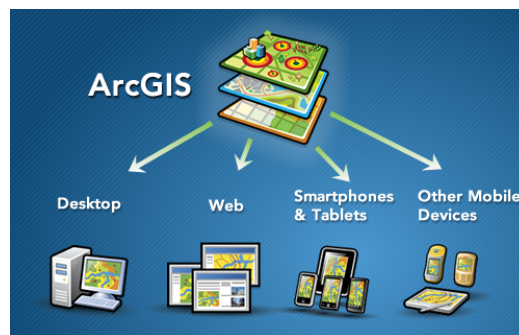 ArcGIS
Desktop
Web
Smartphones
& Tablets
Other Mobile
Devices